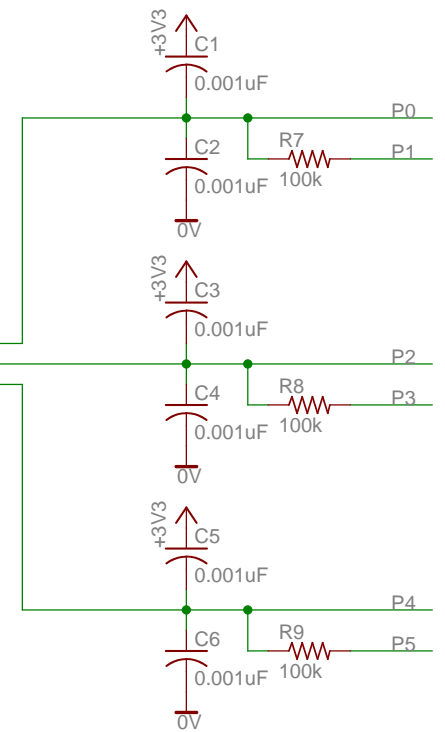 +3V3
C1
0.001uF
P0
C2
R7
P1
0.001uF
100k
0V
+3V3
C3
0.001uF
P2
C4
R8
P3
0.001uF
100k
0V
+3V3
C5
0.001uF
P4
C6
R9
P5
0.001uF
100k
0V